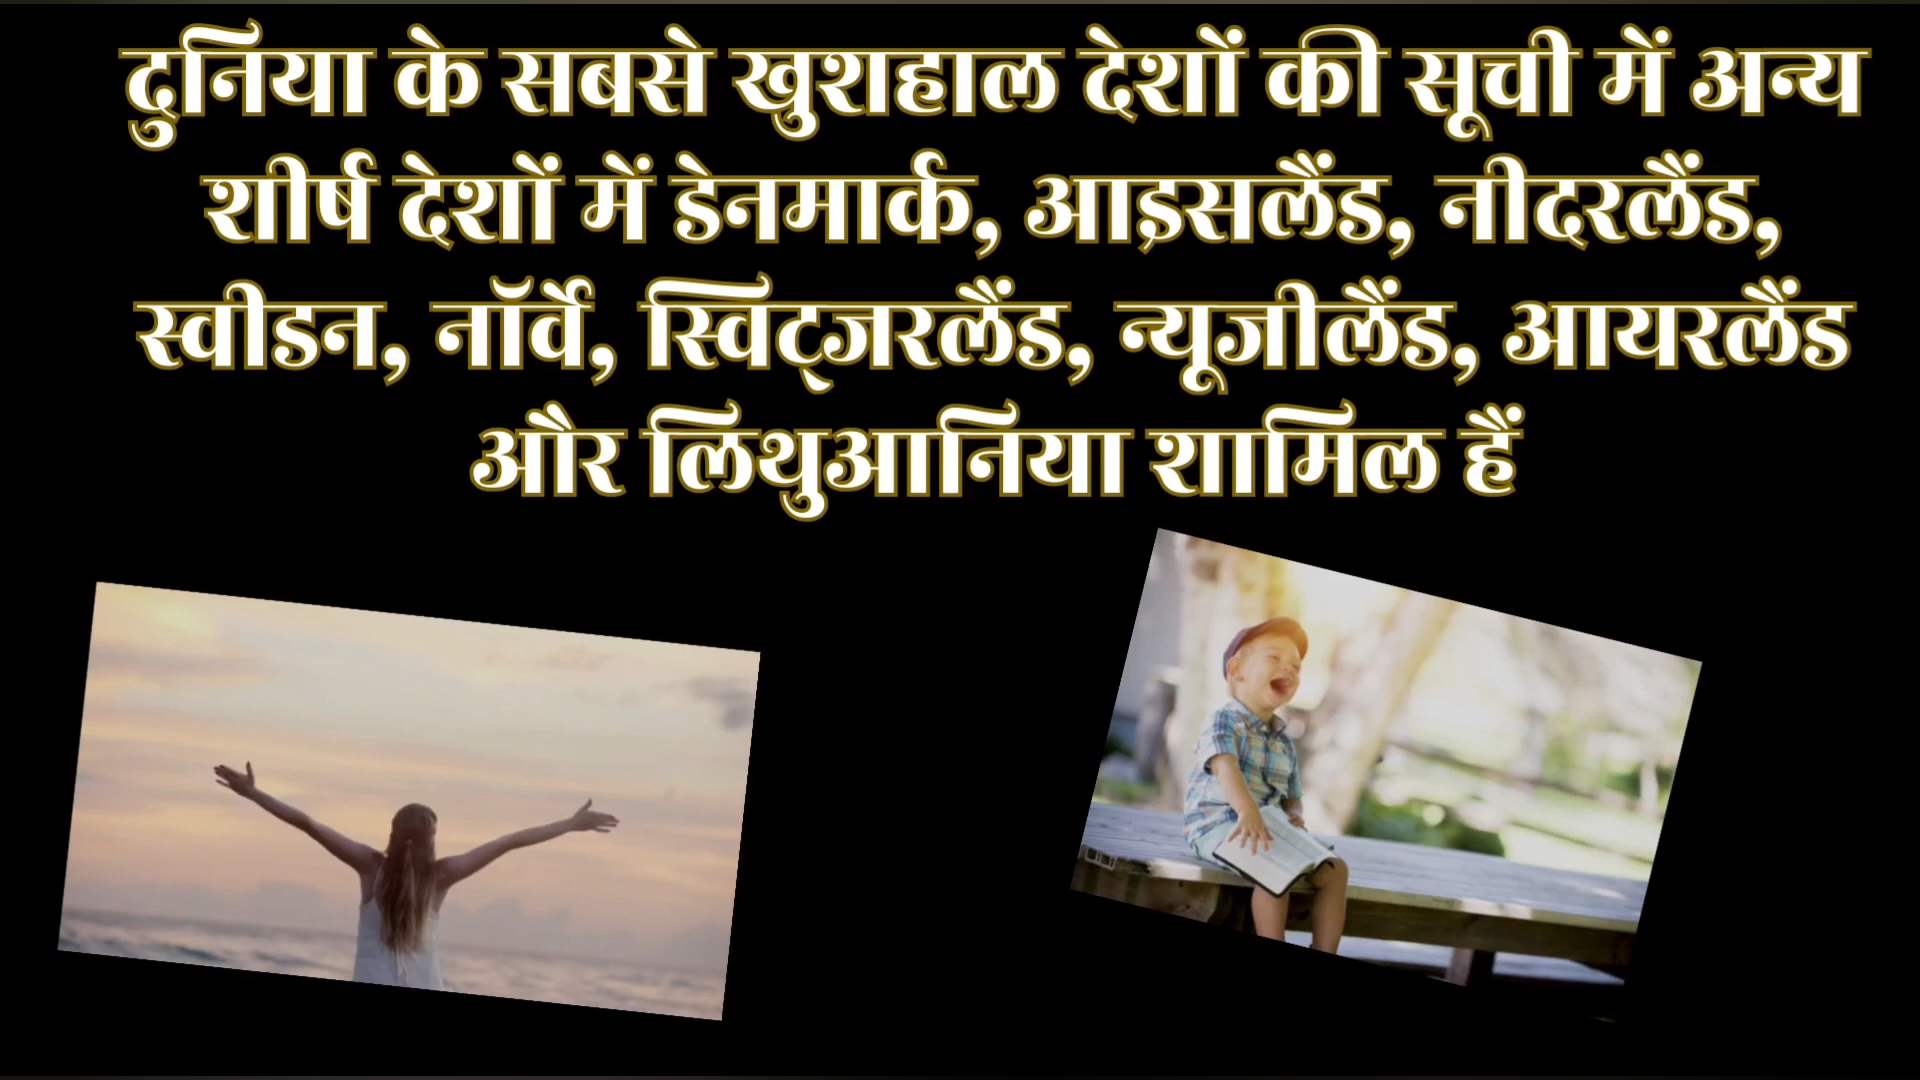 दुनिया के सबसे खुशहाल देशों की सूची में अन्य
शीर्ष देशों में डेनमार्क, आइसलैंड, नीदरलैंड,
स्वीडन, नॉर्वे, स्विट्जरलैंड, न्यूजीलैंड, आयरलैंड
और लिथुआनिया शामिल हैं